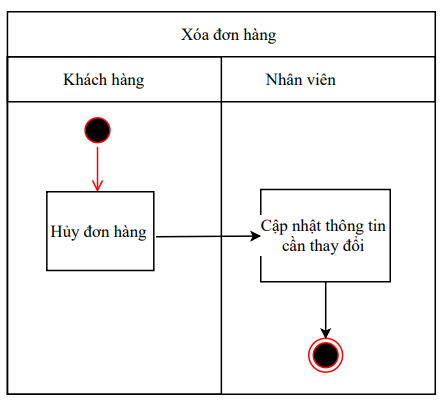 Xóa đơn hàng
Khách hàng
Nhân viên
Hủy đơn hàng
Cập nhật thông tin
cần thay đổi